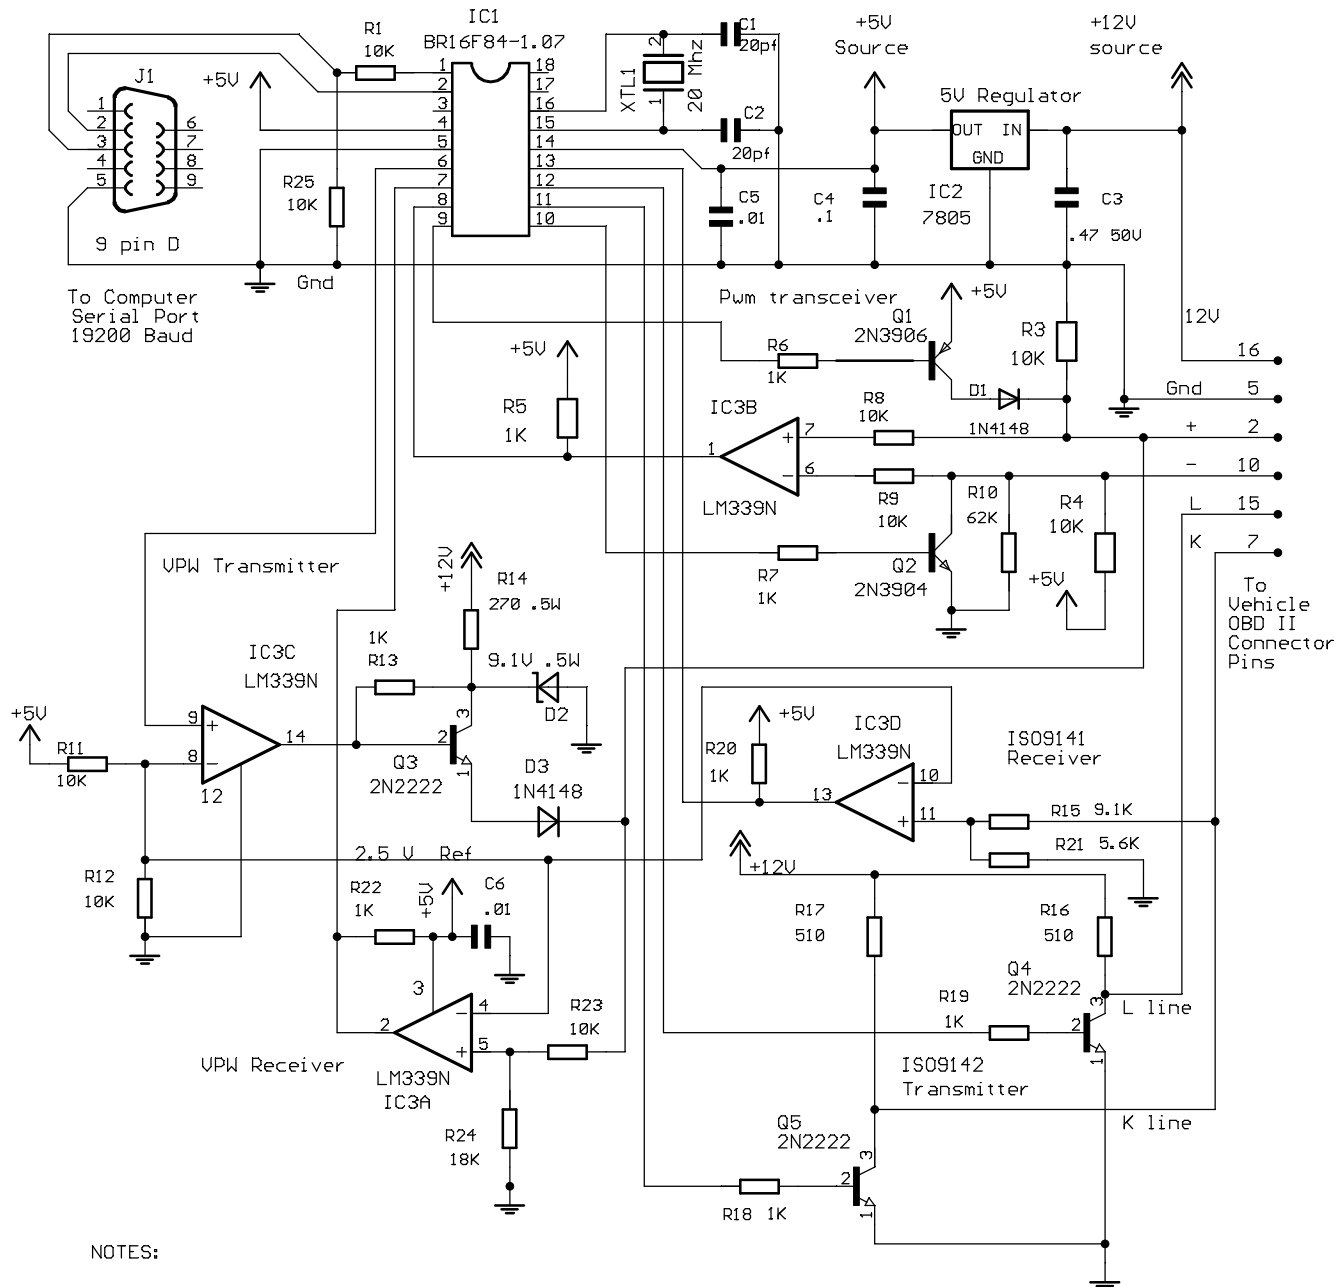 IC1
BR16F84-1.07
R1
10K
J1
+5V
1
2
3
4
5
6
7
8
9
18
17
16
15
14
13
12
11
10
1
2
3
4
5
6
7
8
9
R25
10K
9 pin D
Gnd
To Computer
Serial Port
19200 Baud
XTL1
2
1
20 Mhz
C1
20pf
C2
20pf
+5V
Source
+12V
source
5V Regulator
OUT IN
GND
IC2
7805
C5
.01
C4
.1
C3
.47 50V
Pwm transceiver
+5V
Q1
2N3906
R3
10K
12V
16
Gnd 5
+ 2
- 10
L 15
K 7
R6
1K
D1
1N4148
+5V
R5
1K
IC3B
1
7
+
6
-
LM339N
R8
10K
R9
10K
R10
62K
R4
10K
+5V
R7
1K
Q2
2N3904
To
Vehicle
OBD II
Connector
Pins
VPW Transmitter
+12V
R14
270 .5W
1K
R13
9.1V .5W
D2
IC3C
LM339N
+5V
R11
10K
9
+
8
-
14
12
2
3
1
Q3
2N2222
D3
1N4148
+5V
R20
1K
IC3D
LM339N
13
-
10
+
11
ISO9141
Receiver
R15 9.1K
R21 5.6K
2.5 V Ref
R12
10K
R22
1K
+5V
C6
.01
+12V
R17
510
R16
510
3
2
-
4
+
5
R23
10K
VPW Receiver
LM339N
IC3A
R24
18K
Q4
2N2222
R19
1K
2
3
1
L line
ISO9142
Transmitter
K line
Q5
2N2222
2
3
1
R18 1K
NOTES: